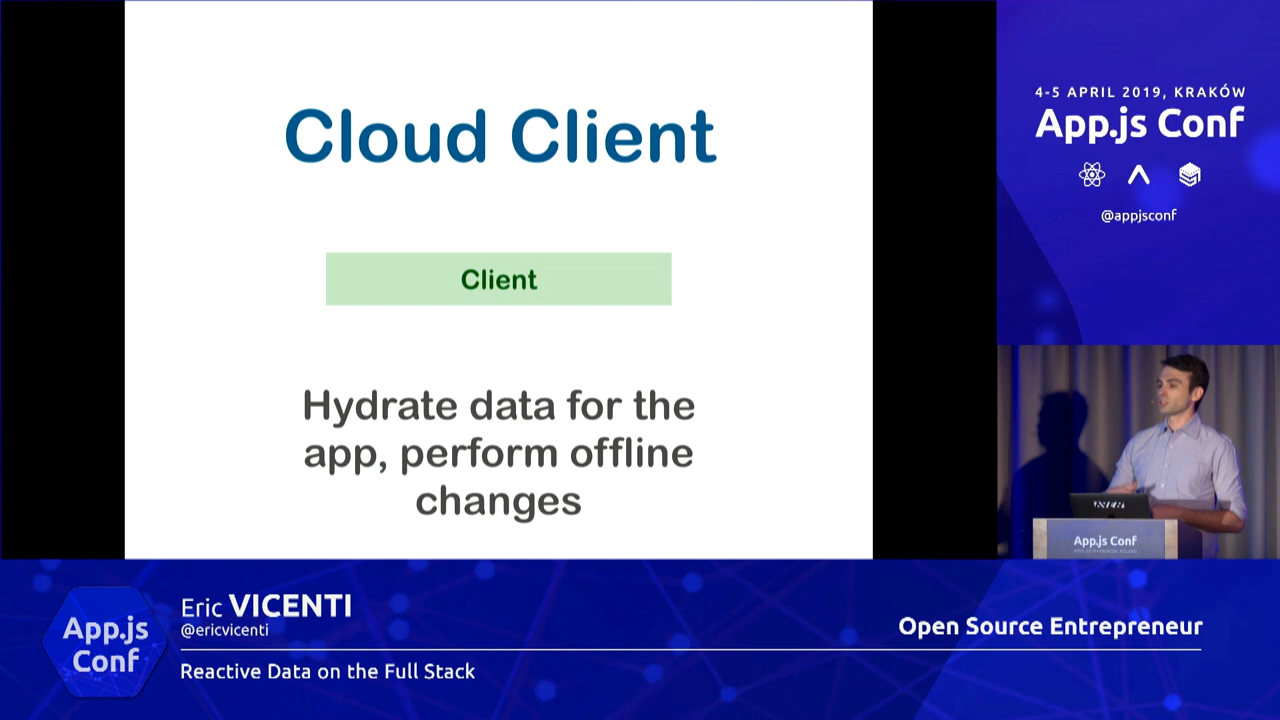 Cloud Client
Client
Hydrate data for the
app, perform offline
changes
4-5 APRIL 2019, KRAKÓW
App.js Conf
@appjsconf
App.js Conf
App.js
Conf
Eric VICENTI
@ericvicenti
Open Source Entrepreneur
Reactive Data on the Full Stack